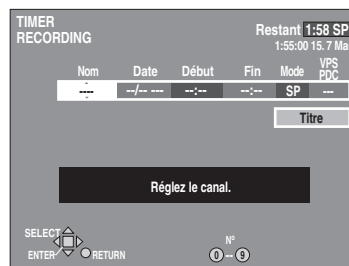 TIMER
RECORDING
Restant 1:58 SP
1:55:00 15. 7 Ma
Nom Date Début Fin Mode VPS PDC
---- --/-- --- --:-- --:-- SP ---
Titre
Réglez le canal.
SELECT
ENTER RETURN
N°
0 -- 9